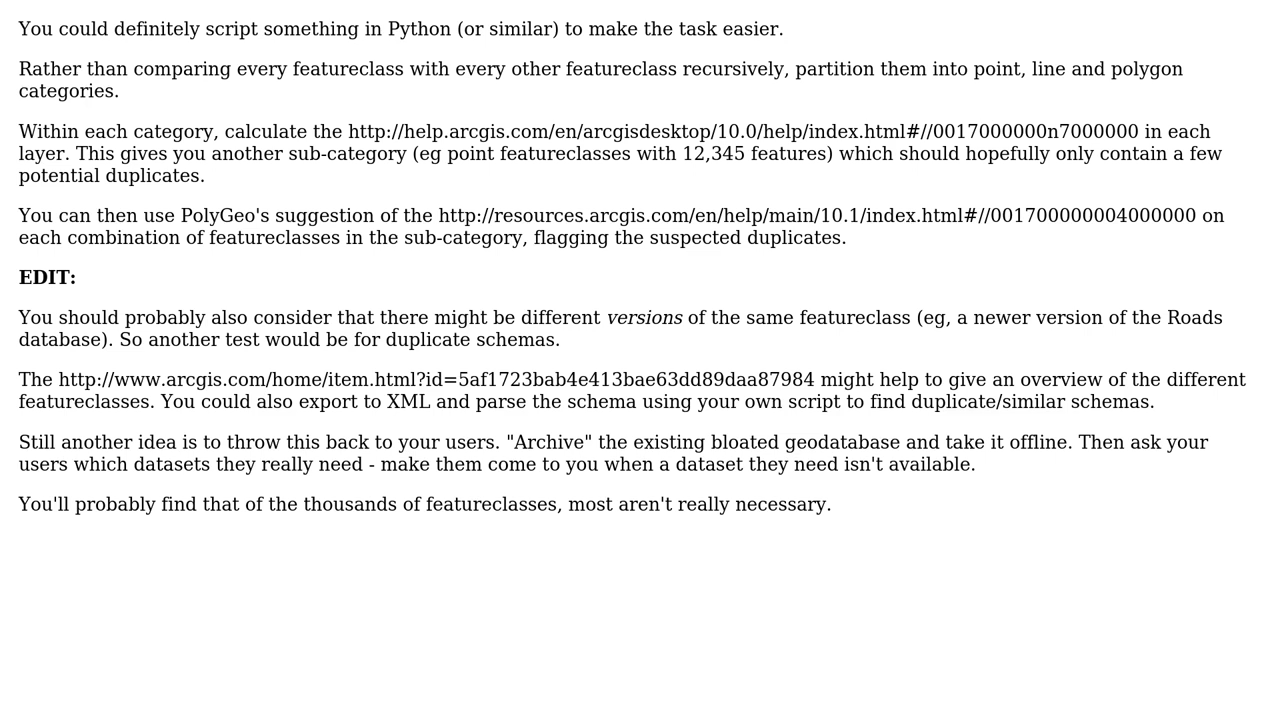 You could definitely script something in Python (or similar) to make the task easier.
Rather than comparing every featureclass with every other featureclass recursively, partition them into point, line and polygon
categories.
Within each category, calculate the http://help.arcgis.com/en/arcgisdesktop/10.0/help/index.html#//0017000000n7000000 in each
layer. This gives you another sub-category (eg point featureclasses with 12,345 features) which should hopefully only contain a few
potential duplicates.
You can then use PolyGeo's suggestion of the http://resources.arcgis.com/en/help/main/10.1/index.html#//001700000004000000 on
each combination of featureclasses in the sub-category, flagging the suspected duplicates.
EDIT:
You should probably also consider that there might be different versions of the same featureclass (eg, a newer version of the Roads
database). So another test would be for duplicate schemas.
The http://www.arcgis.com/home/item.html?id=5af1723bab4e413bae63dd89daa87984 might help to give an overview of the different
featureclasses. You could also export to XML and parse the schema using your own script to find duplicate/similar schemas.
Still another idea is to throw this back to your users. "Archive" the existing bloated geodatabase and take it offline. Then ask your
users which datasets they really need - make them come to you when a dataset they need isn't available.
You'll probably find that of the thousands of featureclasses, most aren't really necessary.